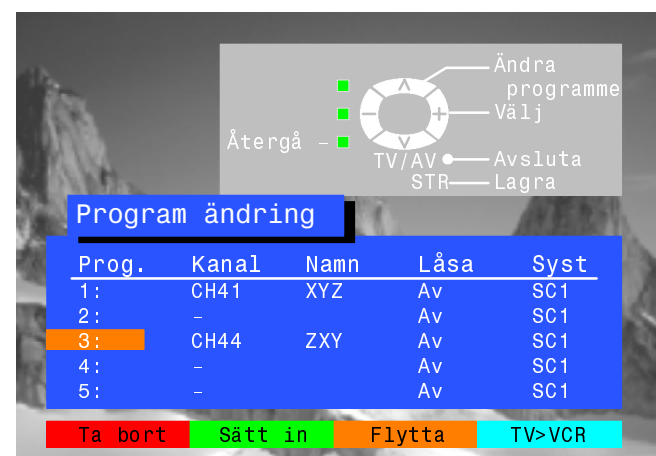 Ändra
programme
Välj
Återgå –
TV/AV Avsluta
STR Lagra
Program ändring
Prog. Kanal Namn Låsa Syst
1: CH41 XYZ Av SC1
2: – Av SC1
3: CH44 ZXY Av SC1
4: – Av SC1
5: – Av SC1
Ta bort Sätt in Flytta TV>VCR